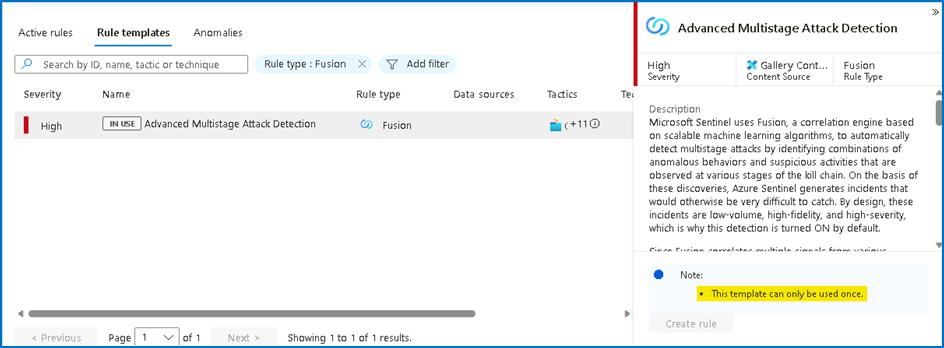 Active rules Rule templates Anomalies
Search by ID, name, tactic or technique Rule type : Fusion Add filter
Severity Name Rule type Data sources Tactics Tec
High IN USE Advanced Multistage Attack Detection Fusion ( +11
< Previous Page 1 of 1 Next > Showing 1 to 1 of 1 results.
»
Advanced Multistage Attack Detection
High Gallery Cont... Fusion
Severity Content Source Rule Type
Description
Microsoft Sentinel uses Fusion, a correlation engine based
on scalable machine learning algorithms, to automatically
detect multistage attacks by identifying combinations of
anomalous behaviors and suspicious activities that are
observed at various stages of the kill chain. On the basis of
these discoveries, Azure Sentinel generates incidents that
would otherwise be very difficult to catch. By design, these
incidents are low-volume, high-fidelity, and high-severity,
which is why this detection is turned ON by default.
Since Fusion correlates multiple signals from various
Note:
• This template can only be used once.
Create rule